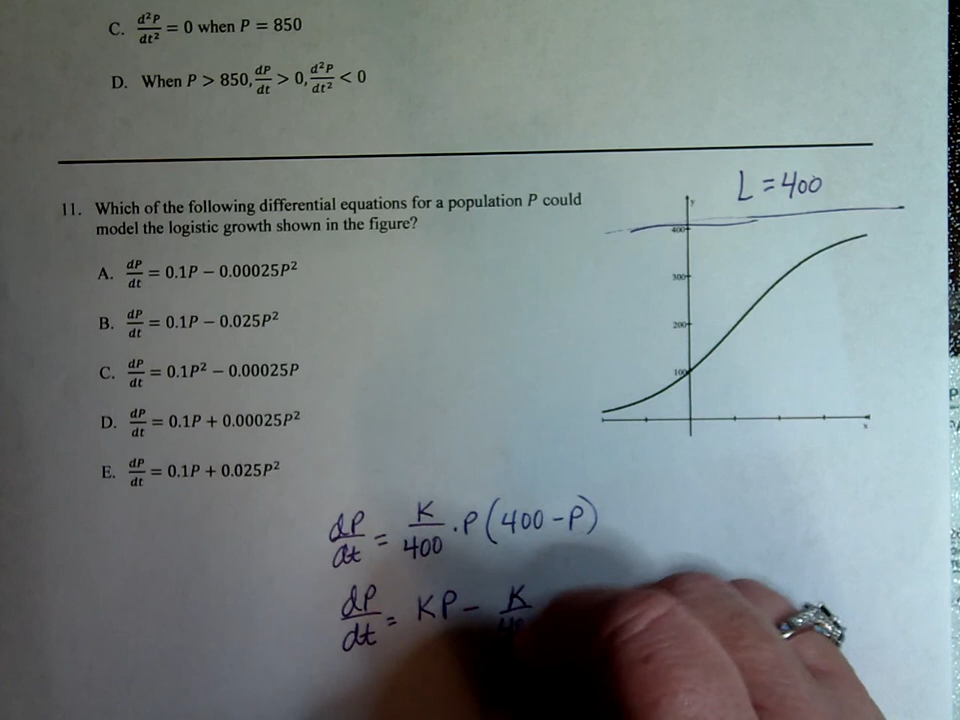 C. d²P/dt² = 0 when P = 850
D. When P > 850, dP/dt > 0, d²P/dt² < 0
L = 400
11. Which of the following differential equations for a population P could
model the logistic growth shown in the figure?
A. dP/dt = 0.1P − 0.00025P²
B. dP/dt = 0.1P − 0.025P²
C. dP/dt = 0.1P² − 0.00025P
D. dP/dt = 0.1P + 0.00025P²
E. dP/dt = 0.1P + 0.025P²
y
400
300
200
100
x
dP/dt = K/400 · P(400 − P)
dP/dt = KP − K/